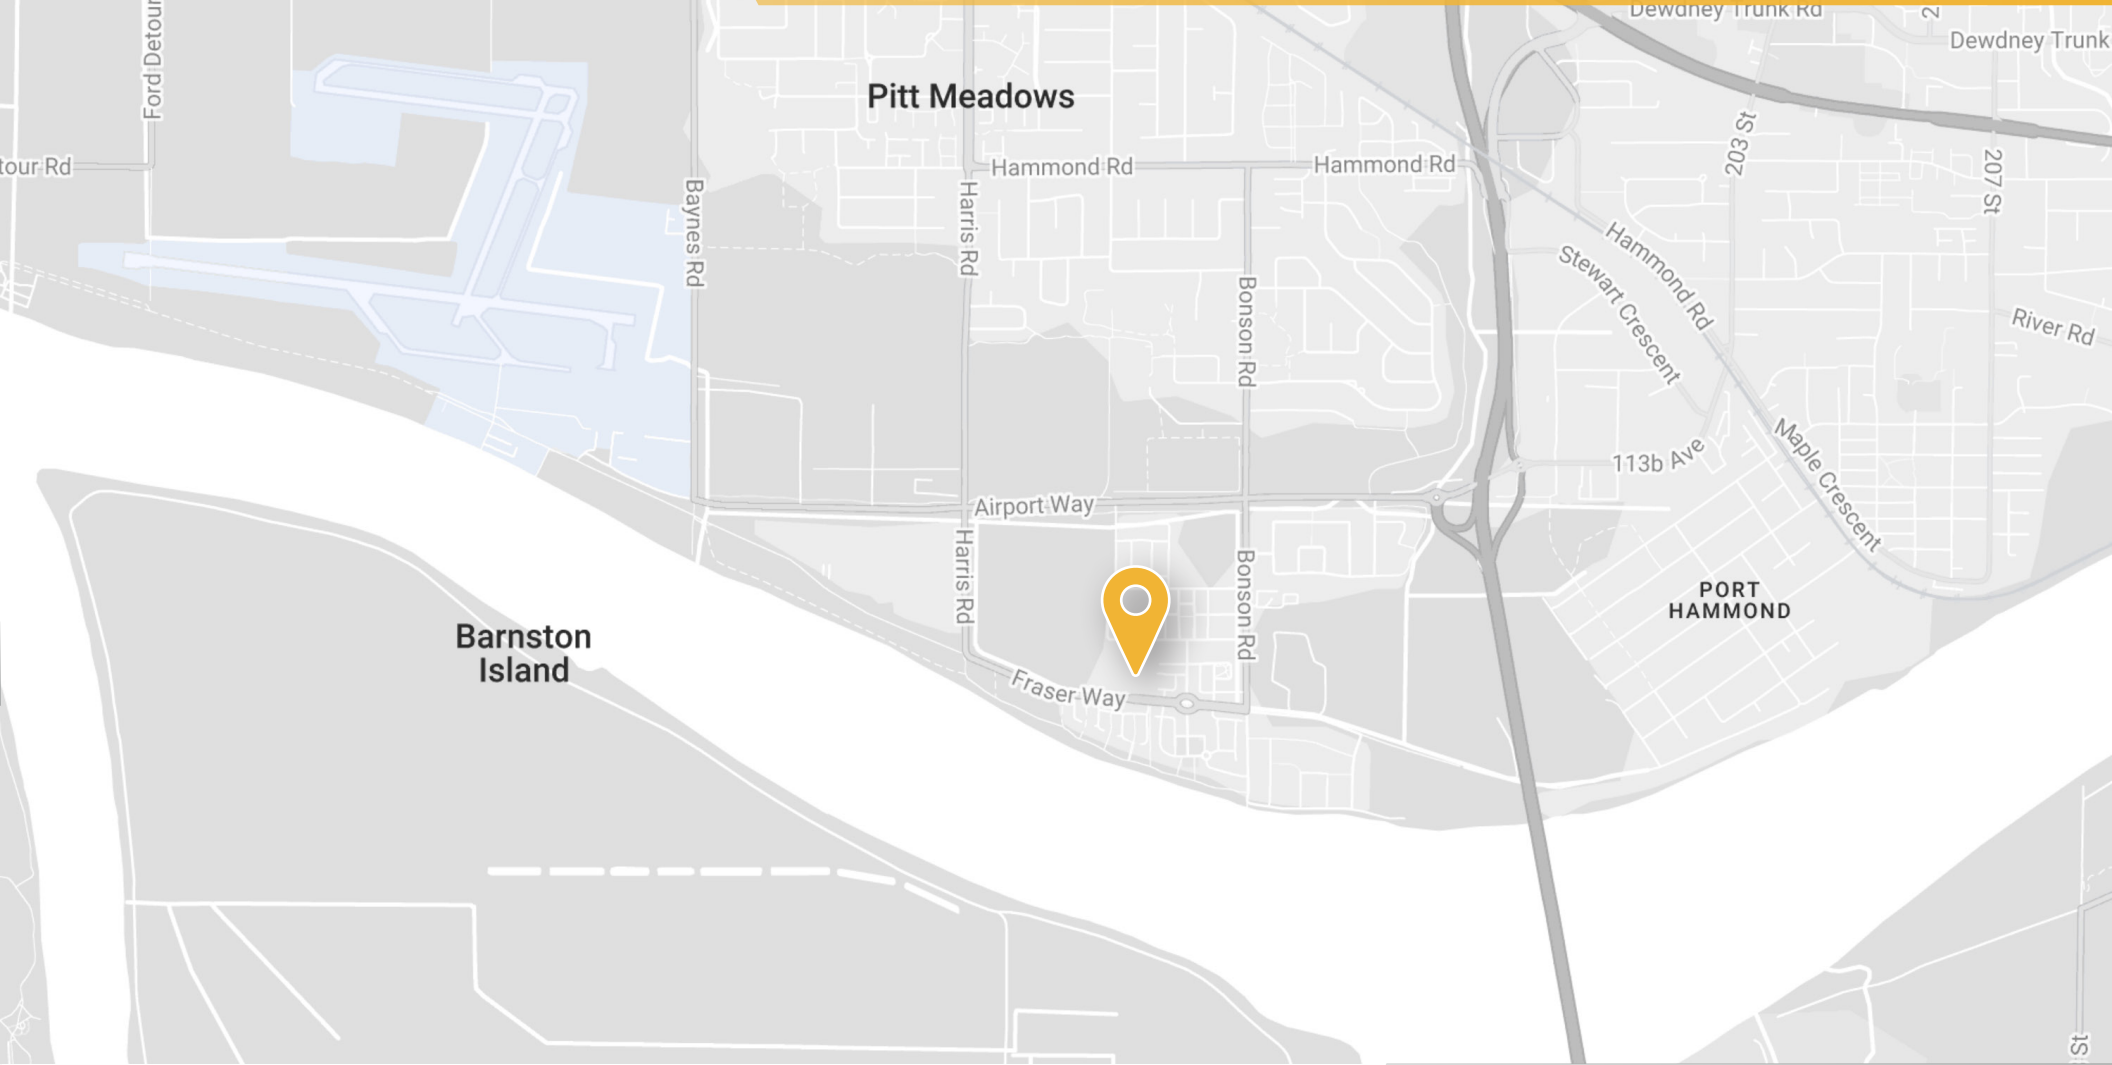 Dewdney Trunk Rd
Dewdney Trunk
2
Ford Detour
Pitt Meadows
203 St
tour Rd
Hammond Rd
Hammond Rd
207 St
Baynes Rd
Harris Rd
Hammond Rd
Stewart Crescent
Bonson Rd
River Rd
113b Ave
Maple Crescent
Airport Way
Harris Rd
Bonson Rd
PORT
HAMMOND
Barnston
Island
Fraser Way
St